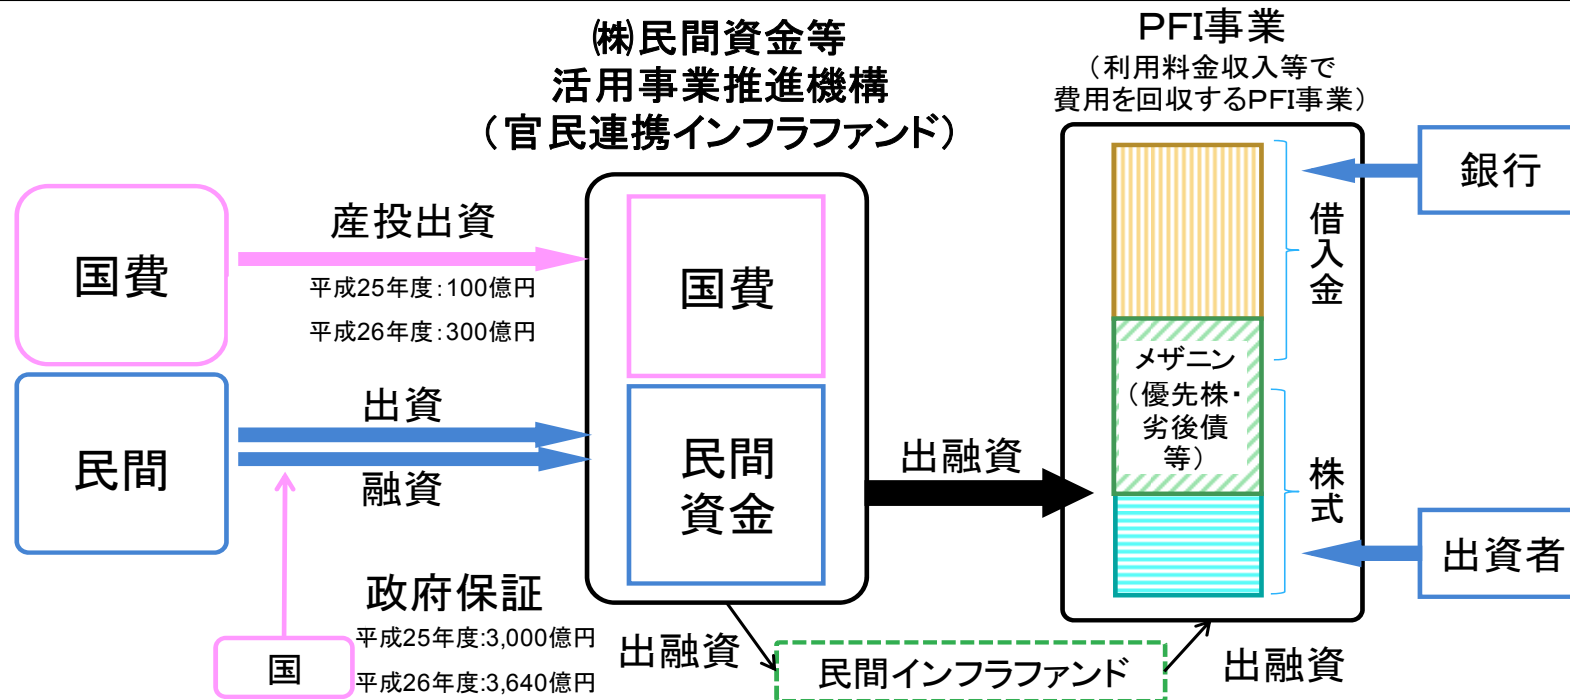 ㈱民間資金等
活用事業推進機構
（官民連携インフラファンド）
PFI事業
（利用料金収入等で
費用を回収するPFI事業）
国費
産投出資
平成25年度：100億円
平成26年度：300億円
民間
出資
融資
政府保証
平成25年度:3,000億円
平成26年度:3,640億円
国
国費
民間
資金
出融資
出融資
民間インフラファンド
出融資
メザニン
（優先株・
劣後債
等）
借入金
株式
銀行
出資者